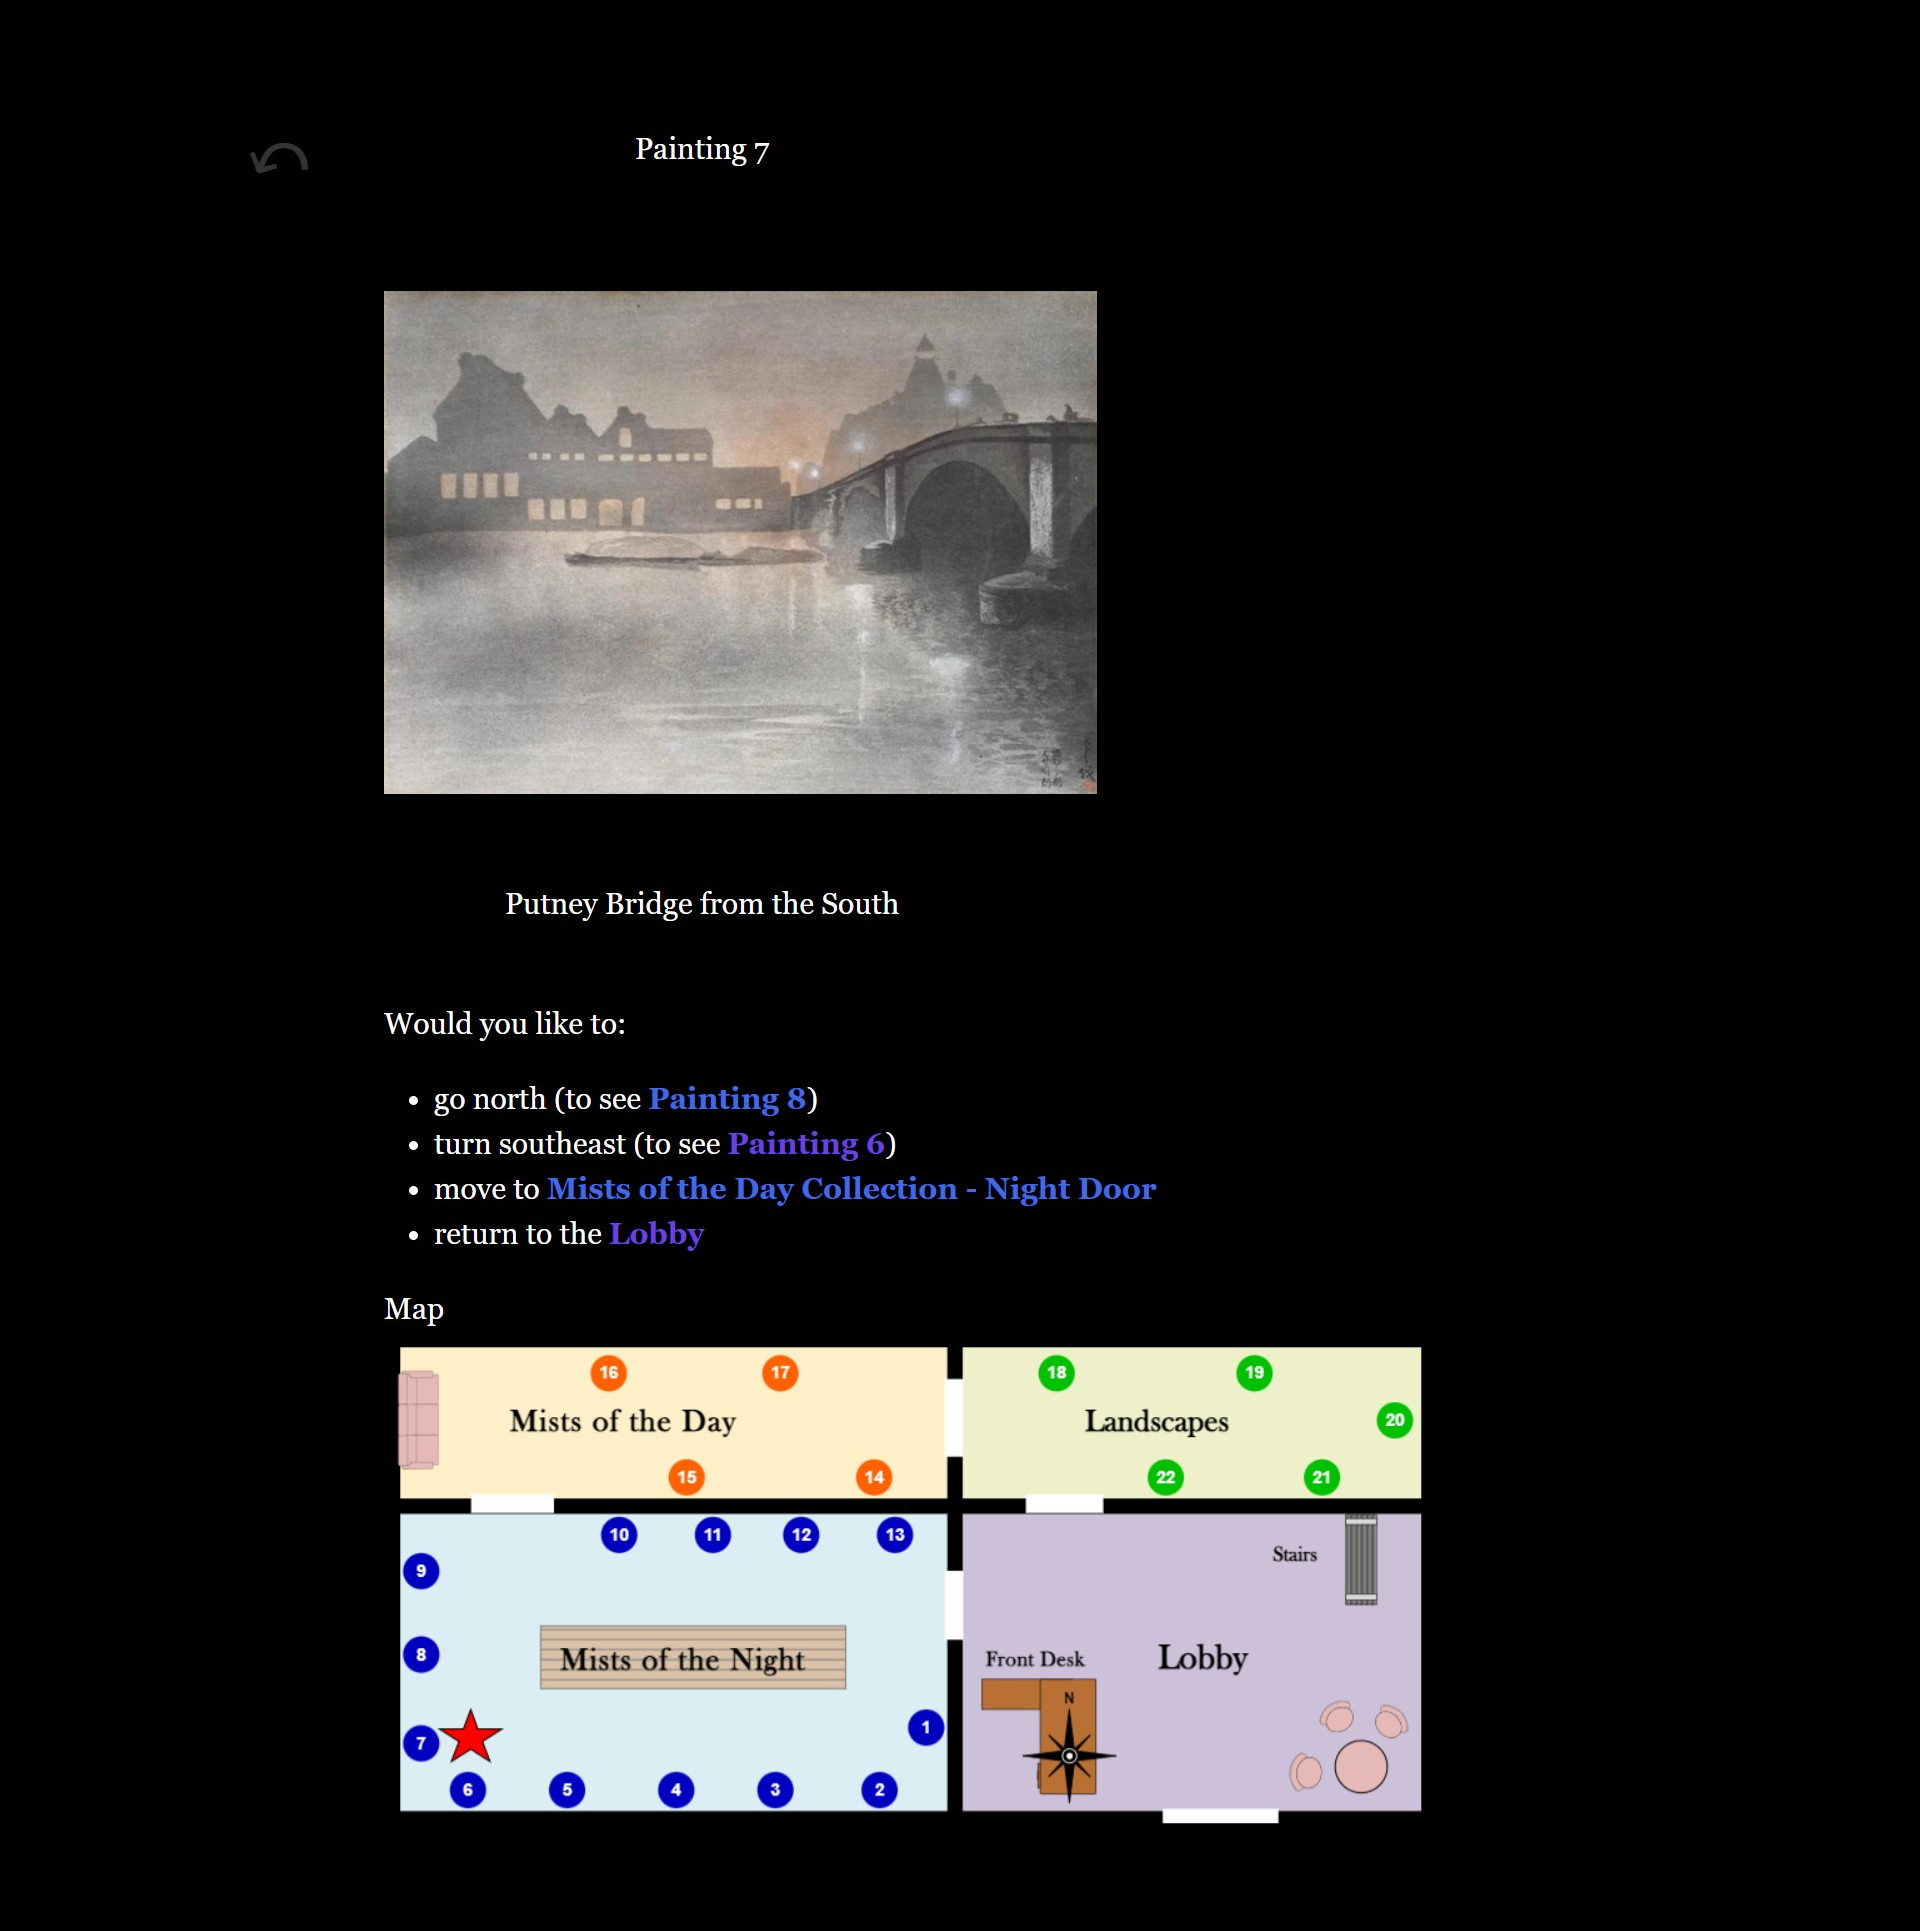 Painting 7
Putney Bridge from the South
Would you like to:
• go north (to see Painting 8)
• turn southeast (to see Painting 6)
• move to Mists of the Day Collection - Night Door
• return to the Lobby
Map
16
17
18
19
Mists of the Day
Landscapes
20
15
14
22
21
10
11
12
13
Stairs
9
8
Mists of the Night
Front Desk
Lobby
N
1
7
6
5
4
3
2